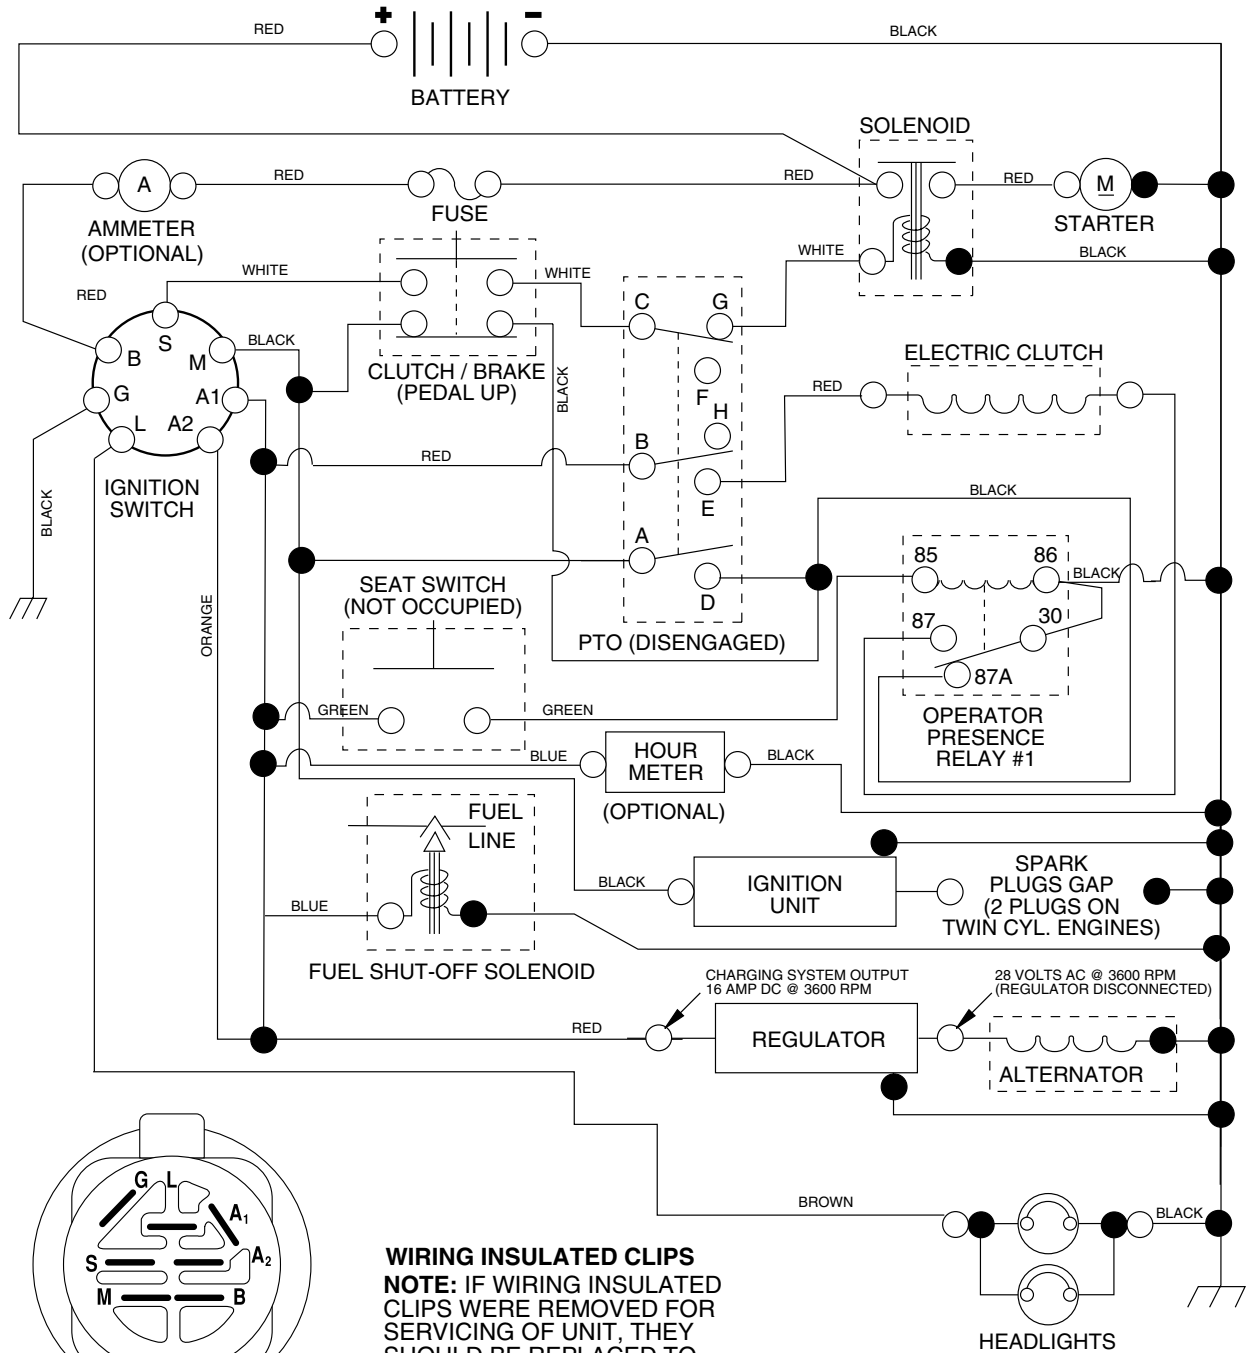 +
-
RED
BLACK
BATTERY
SOLENOID
A
RED
RED
RED
M
FUSE
STARTER
AMMETER
(OPTIONAL)
WHITE
BLACK
WHITE
WHITE
RED
C
G
S
BLACK
B
M
CLUTCH / BRAKE
(PEDAL UP)
BLACK
ELECTRIC CLUTCH
F
G
A1
RED
H
L
A2
B
RED
IGNITION
SWITCH
BLACK
E
BLACK
A
85
86
BLACK
SEAT SWITCH
(NOT OCCUPIED)
ORANGE
D
87
30
PTO (DISENGAGED)
87A
GREEN
GREEN
OPERATOR
PRESENCE
RELAY #1
BLUE
HOUR
METER
BLACK
(OPTIONAL)
FUEL
LINE
BLACK
IGNITION
UNIT
SPARK
PLUGS GAP
(2 PLUGS ON
TWIN CYL. ENGINES)
BLUE
FUEL SHUT-OFF SOLENOID
CHARGING SYSTEM OUTPUT
16 AMP DC @ 3600 RPM
28 VOLTS AC @ 3600 RPM
(REGULATOR DISCONNECTED)
RED
REGULATOR
ALTERNATOR
G
L
A1
A2
S
M
B
BROWN
BLACK
HEADLIGHTS
WIRING INSULATED CLIPS
NOTE: IF WIRING INSULATED
CLIPS WERE REMOVED FOR
SERVICING OF UNIT, THEY
SHOULD BE REPLACED TO